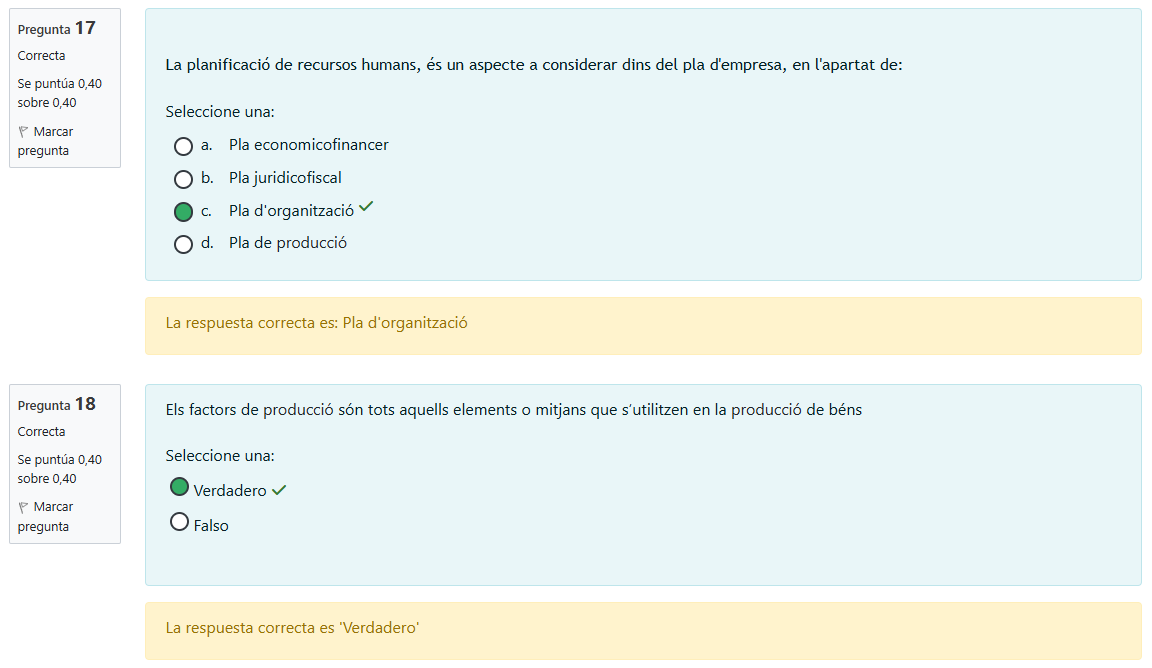 Pregunta 17
Correcta
Se puntúa 0,40
sobre 0,40
Marcar
pregunta
La planificació de recursos humans, és un aspecte a considerar dins del pla d'empresa, en l'apartat de:
Seleccione una:
a. Pla economicofinancer
b. Pla juridicofiscal
c. Pla d'organització
d. Pla de producció
La respuesta correcta es: Pla d'organització
Pregunta 18
Correcta
Se puntúa 0,40
sobre 0,40
Marcar
pregunta
Els factors de producció són tots aquells elements o mitjans que s'utilitzen en la producció de béns
Seleccione una:
Verdadero
Falso
La respuesta correcta es 'Verdadero'